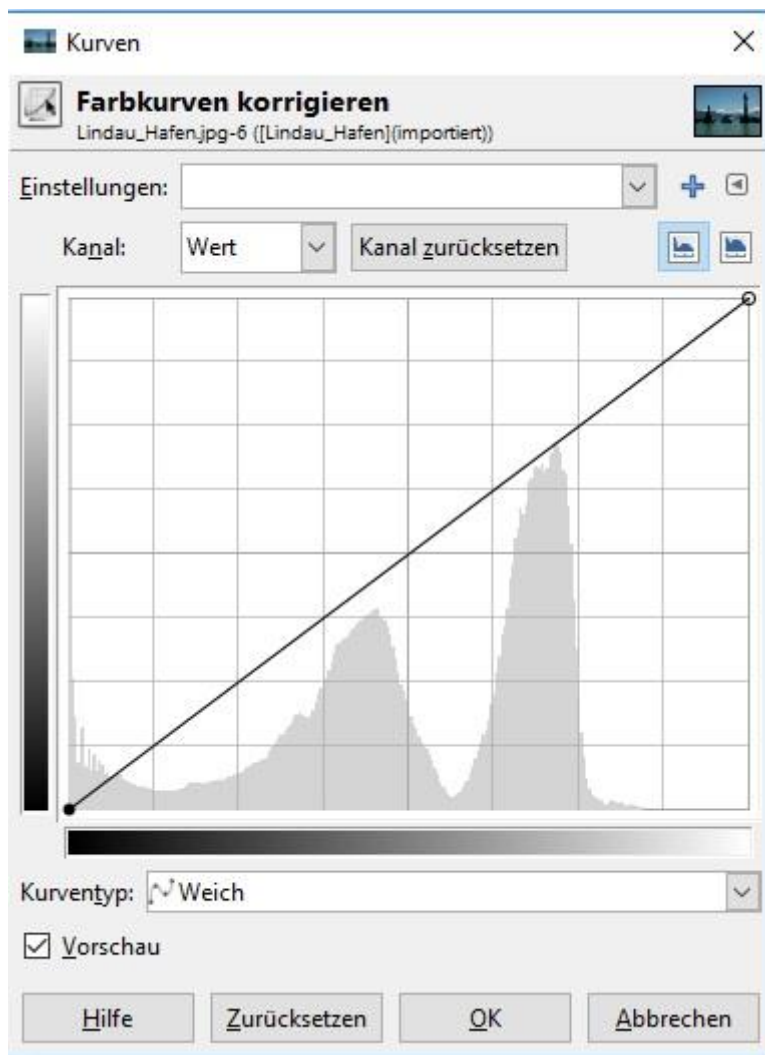 Kurven
Farbkurven korrigieren
Lindau_Hafen.jpg-6 ([Lindau_Hafen](importiert))
Einstellungen:
Kanal: Wert Kanal zurücksetzen
Kurventyp: Weich
Vorschau
Hilfe Zurücksetzen OK Abbrechen